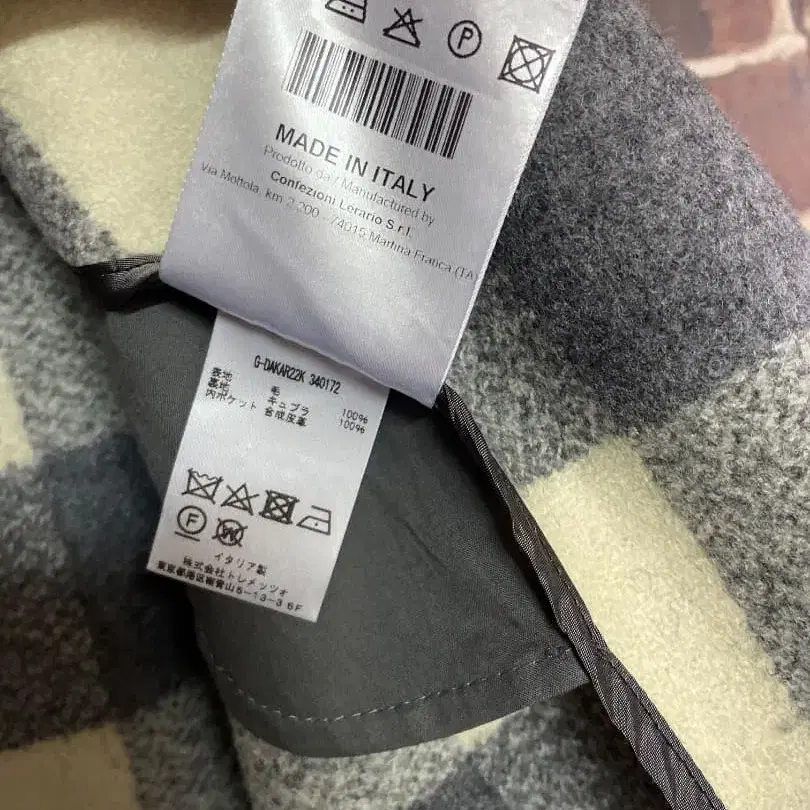 P
MADE IN ITALY
Prodotto da / Manufactured by
Confezioni Lerario S.r.l.
Via Mottola, km 2.200 - 74015 Martina Franca (TA)
G-DAKAR22K 340172
表地 毛 100%
裏地 キュプラ 100%
内ポケット 合成皮革
F
W
イタリア製
株式会社トレメッツォ
東京都港区南青山5-13-3 6F